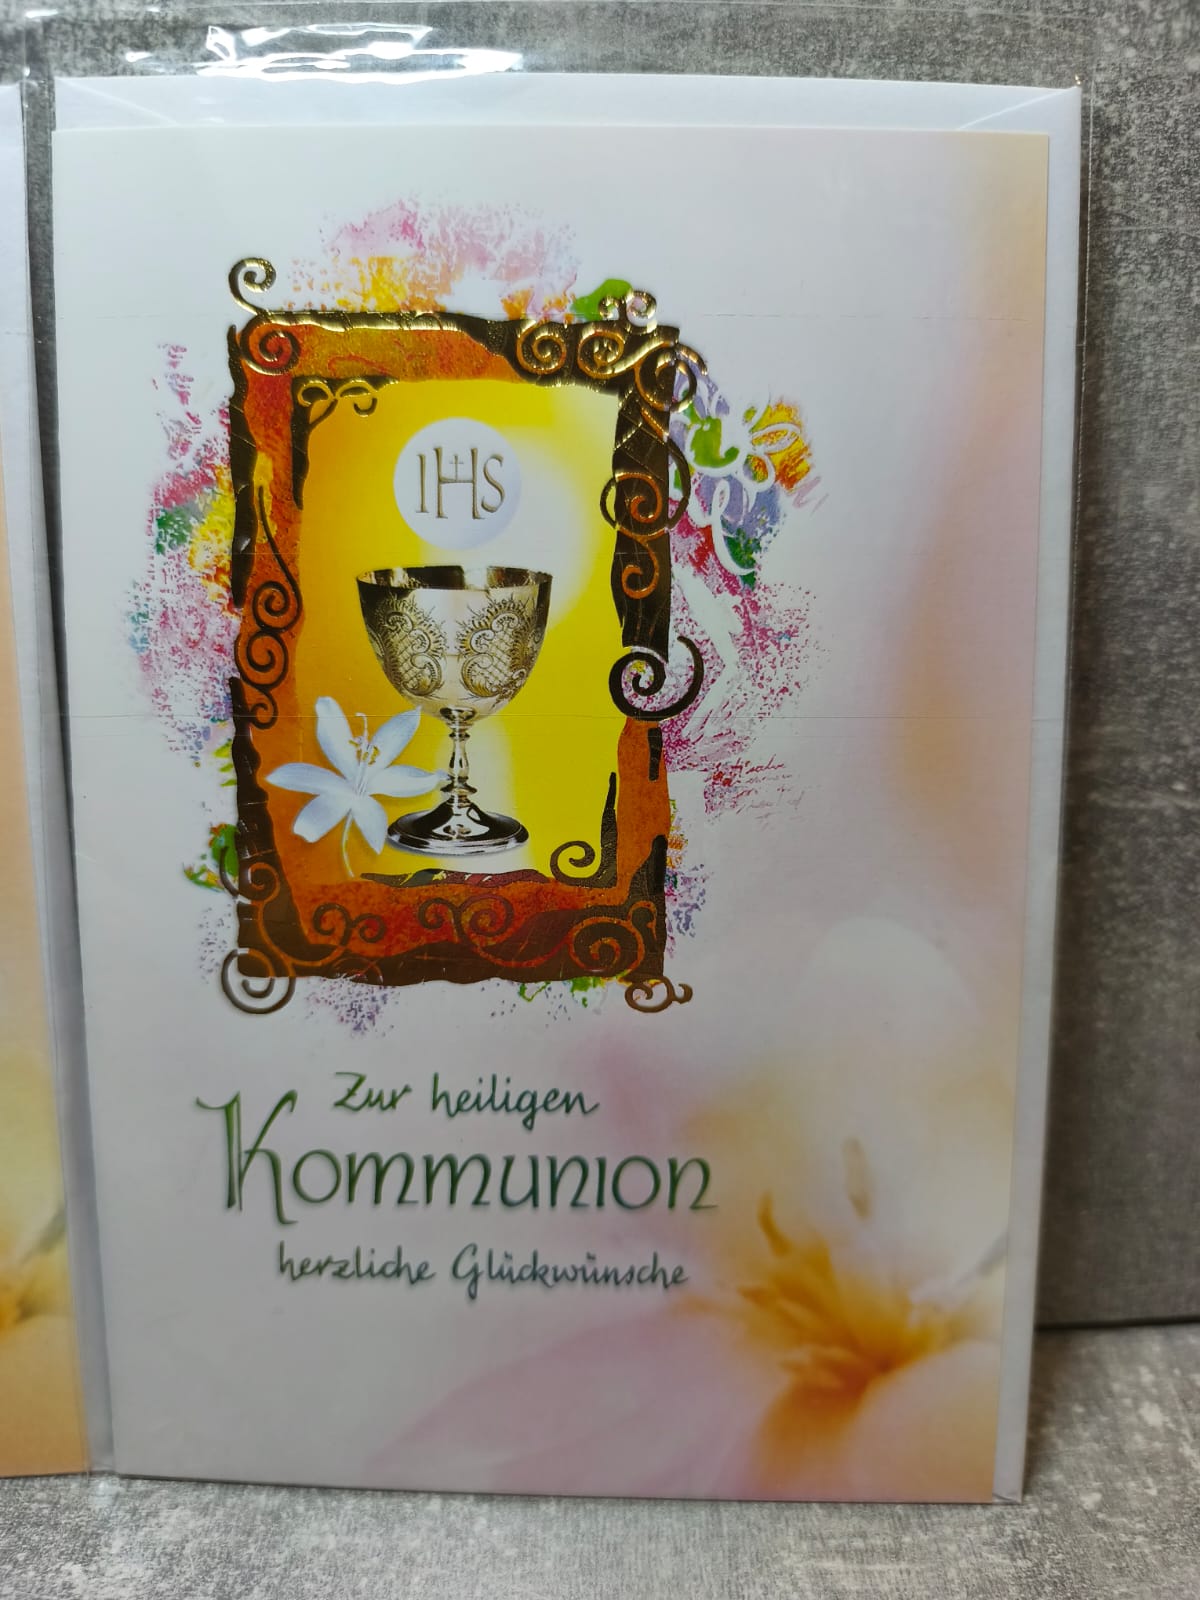 IHS
Zur heiligen
Kommunion
herzliche Glückwünsche